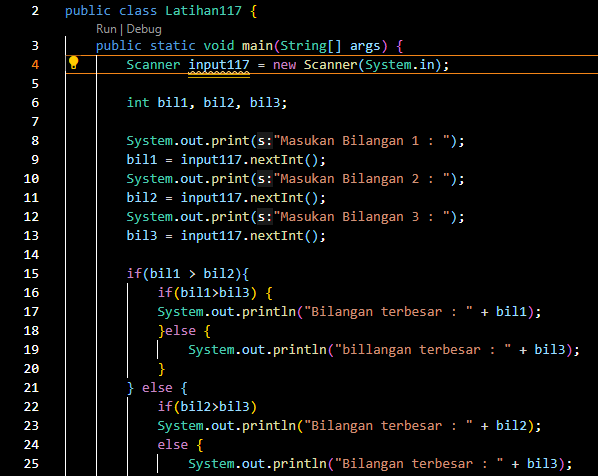 2 public class Latihan117 {
Run | Debug
3 public static void main(String[] args) {
4 Scanner input117 = new Scanner(System.in);
5
6 int bil1, bil2, bil3;
7
8 System.out.print(s:"Masukan Bilangan 1 : ");
9 bil1 = input117.nextInt();
10 System.out.print(s:"Masukan Bilangan 2 : ");
11 bil2 = input117.nextInt();
12 System.out.print(s:"Masukan Bilangan 3 : ");
13 bil3 = input117.nextInt();
14
15 if(bil1 > bil2){
16 if(bil1>bil3) {
17 System.out.println("Bilangan terbesar : " + bil1);
18 }else {
19 System.out.println("billangan terbesar : " + bil3);
20 }
21 } else {
22 if(bil2>bil3)
23 System.out.println("Bilangan terbesar : " + bil2);
24 else {
25 System.out.println("Bilangan terbesar : " + bil3);